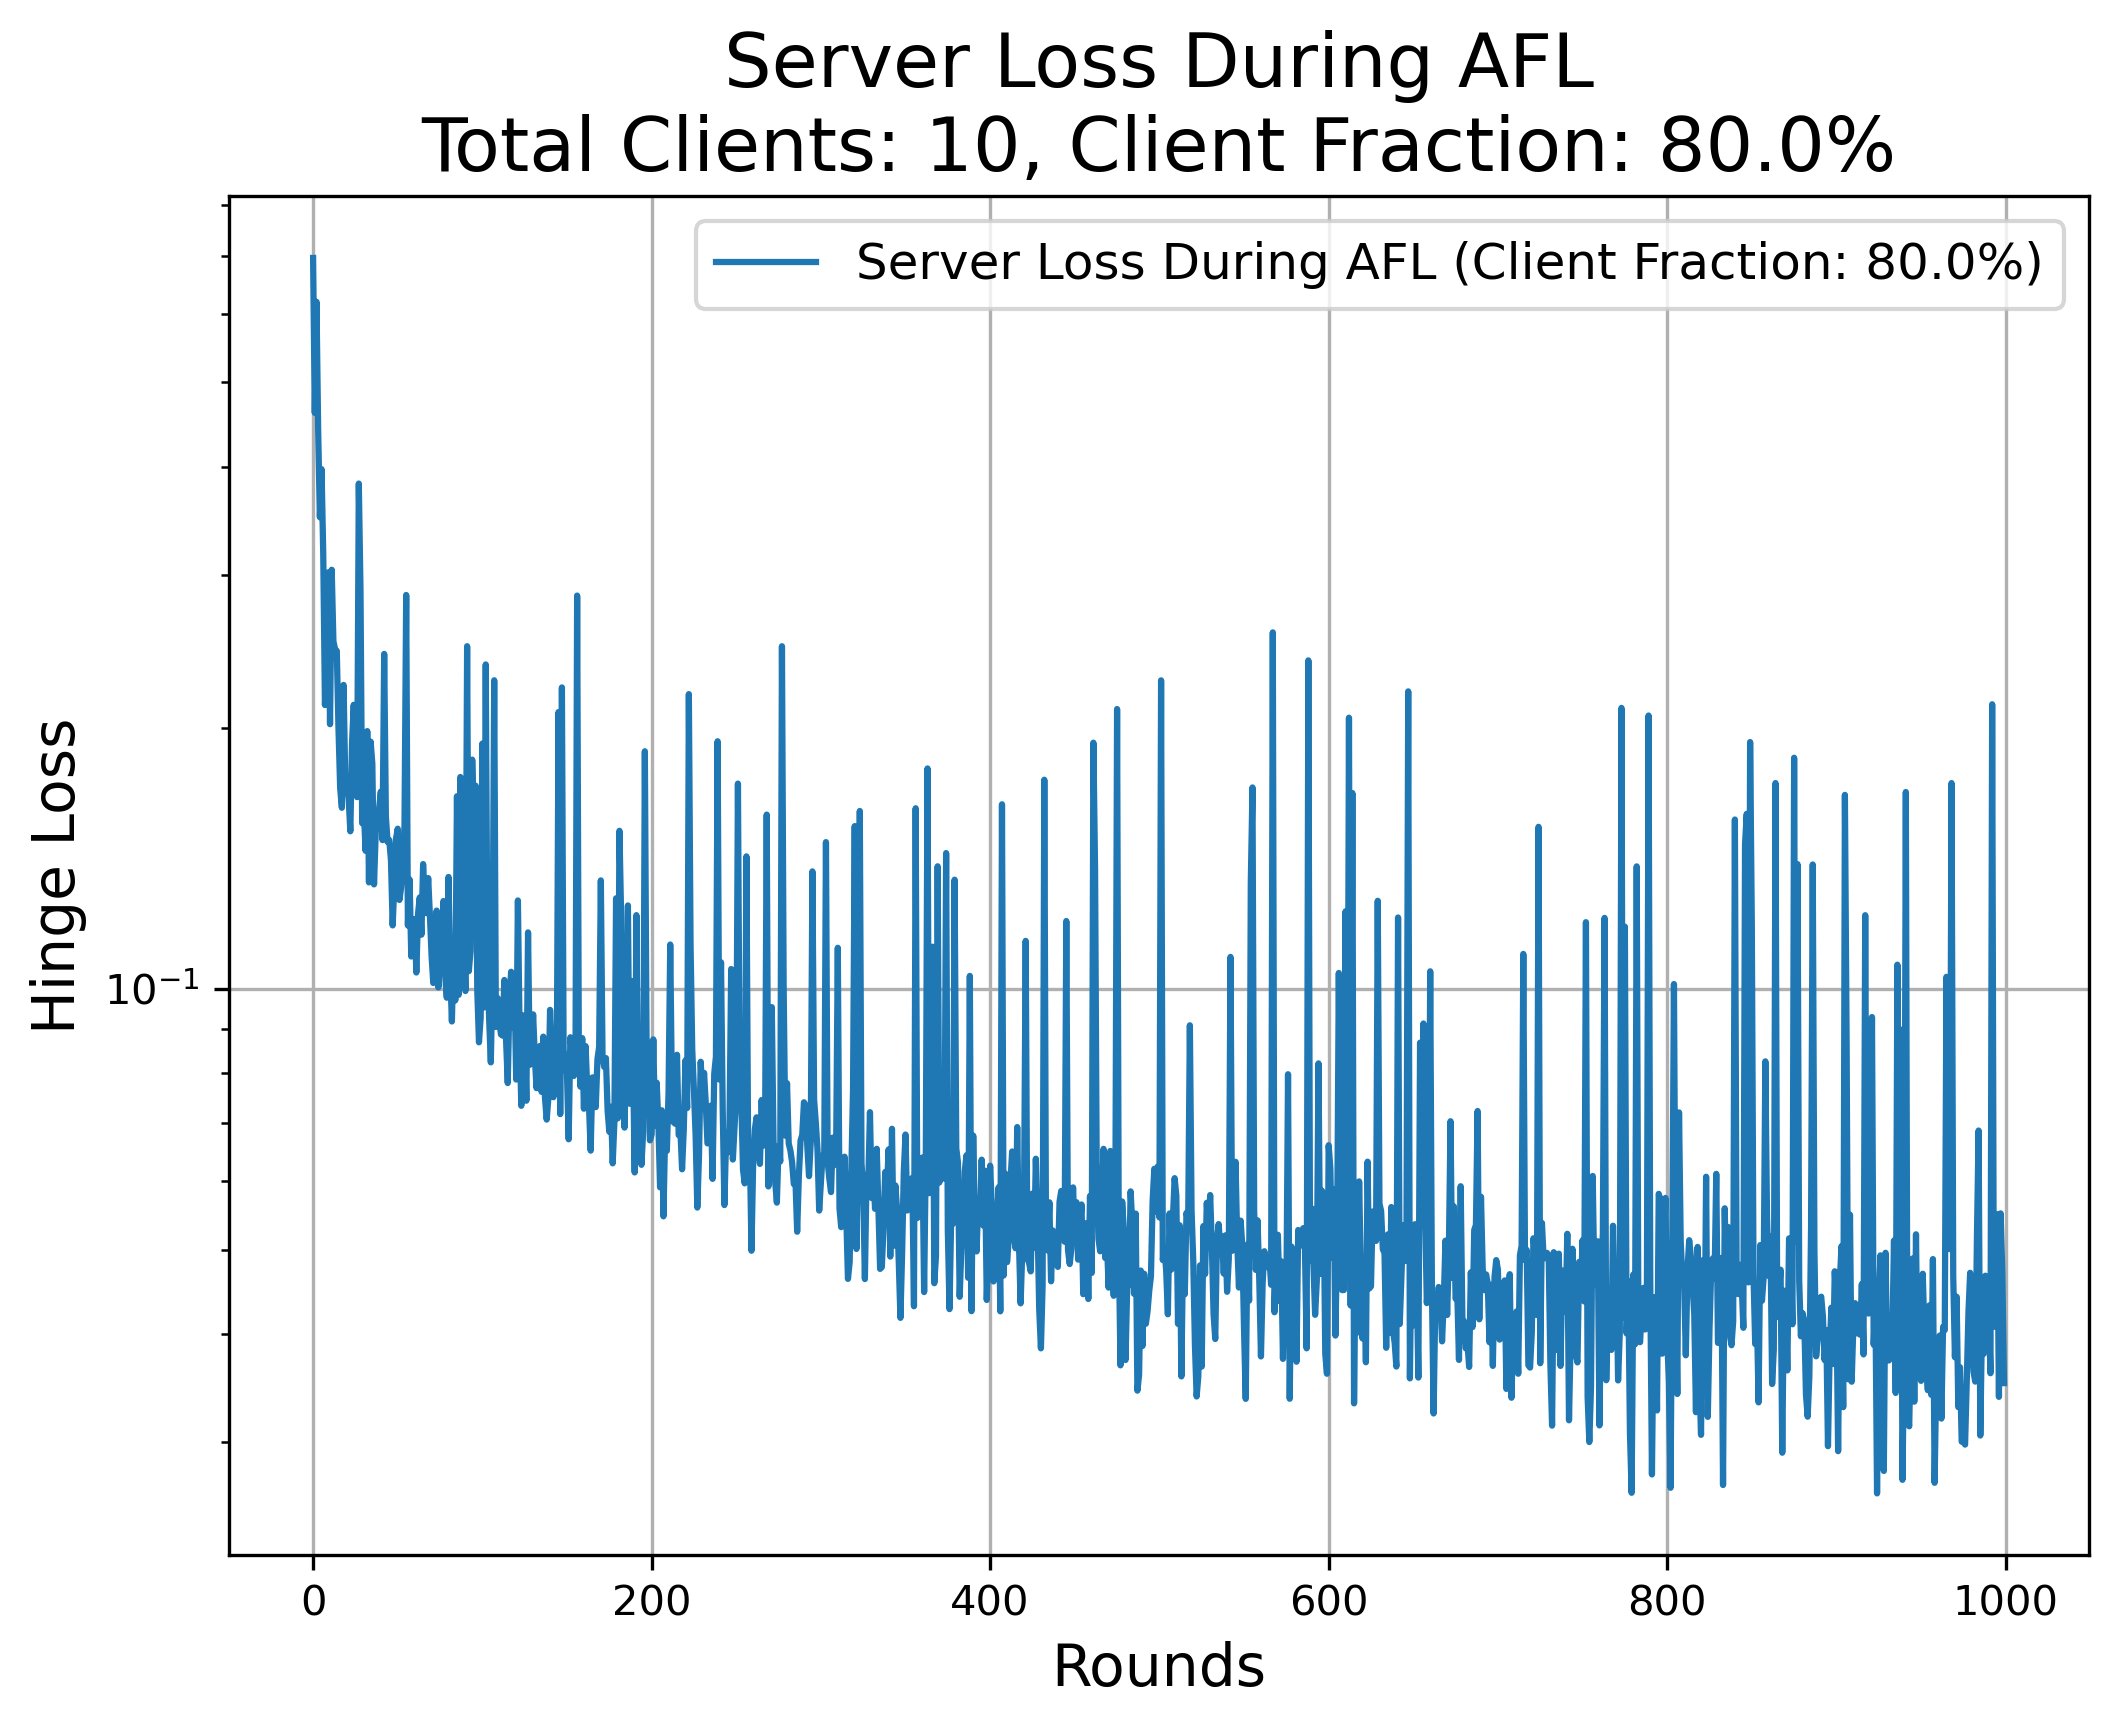 Server Loss During AFL
Total Clients: 10, Client Fraction: 80.0%
Server Loss During AFL (Client Fraction: 80.0%)
Hinge Loss
10⁻¹
0 200 400 600 800 1000
Rounds